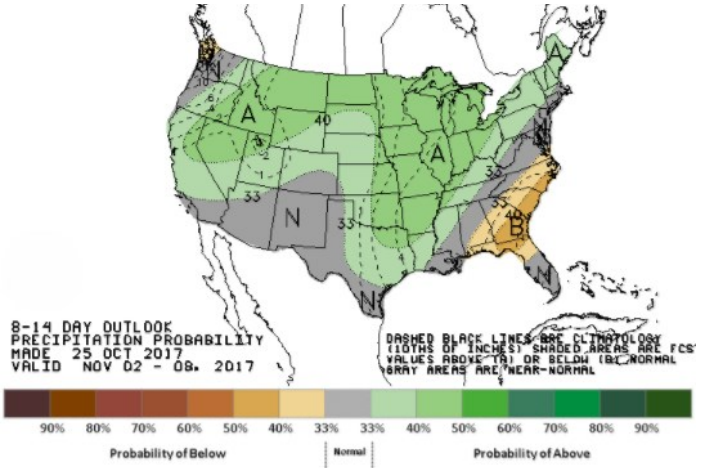 N
A
A
40
A
N
33
N
33
33
33
40
B
N
N
8-14 DAY OUTLOOK
PRECIPITATION PROBABILITY
MADE 25 OCT 2017
VALID NOV 02 - 08, 2017
DASHED BLACK LINES ARE CLIMATOLOGY
(10THS OF INCHES) SHADED AREAS ARE FCST
VALUES ABOVE (A) OR BELOW (B) NORMAL
GRAY AREAS ARE NEAR-NORMAL
90% 80% 70% 60% 50% 40% 33% 33% 40% 50% 60% 70% 80% 90%
Probability of Below Normal Probability of Above